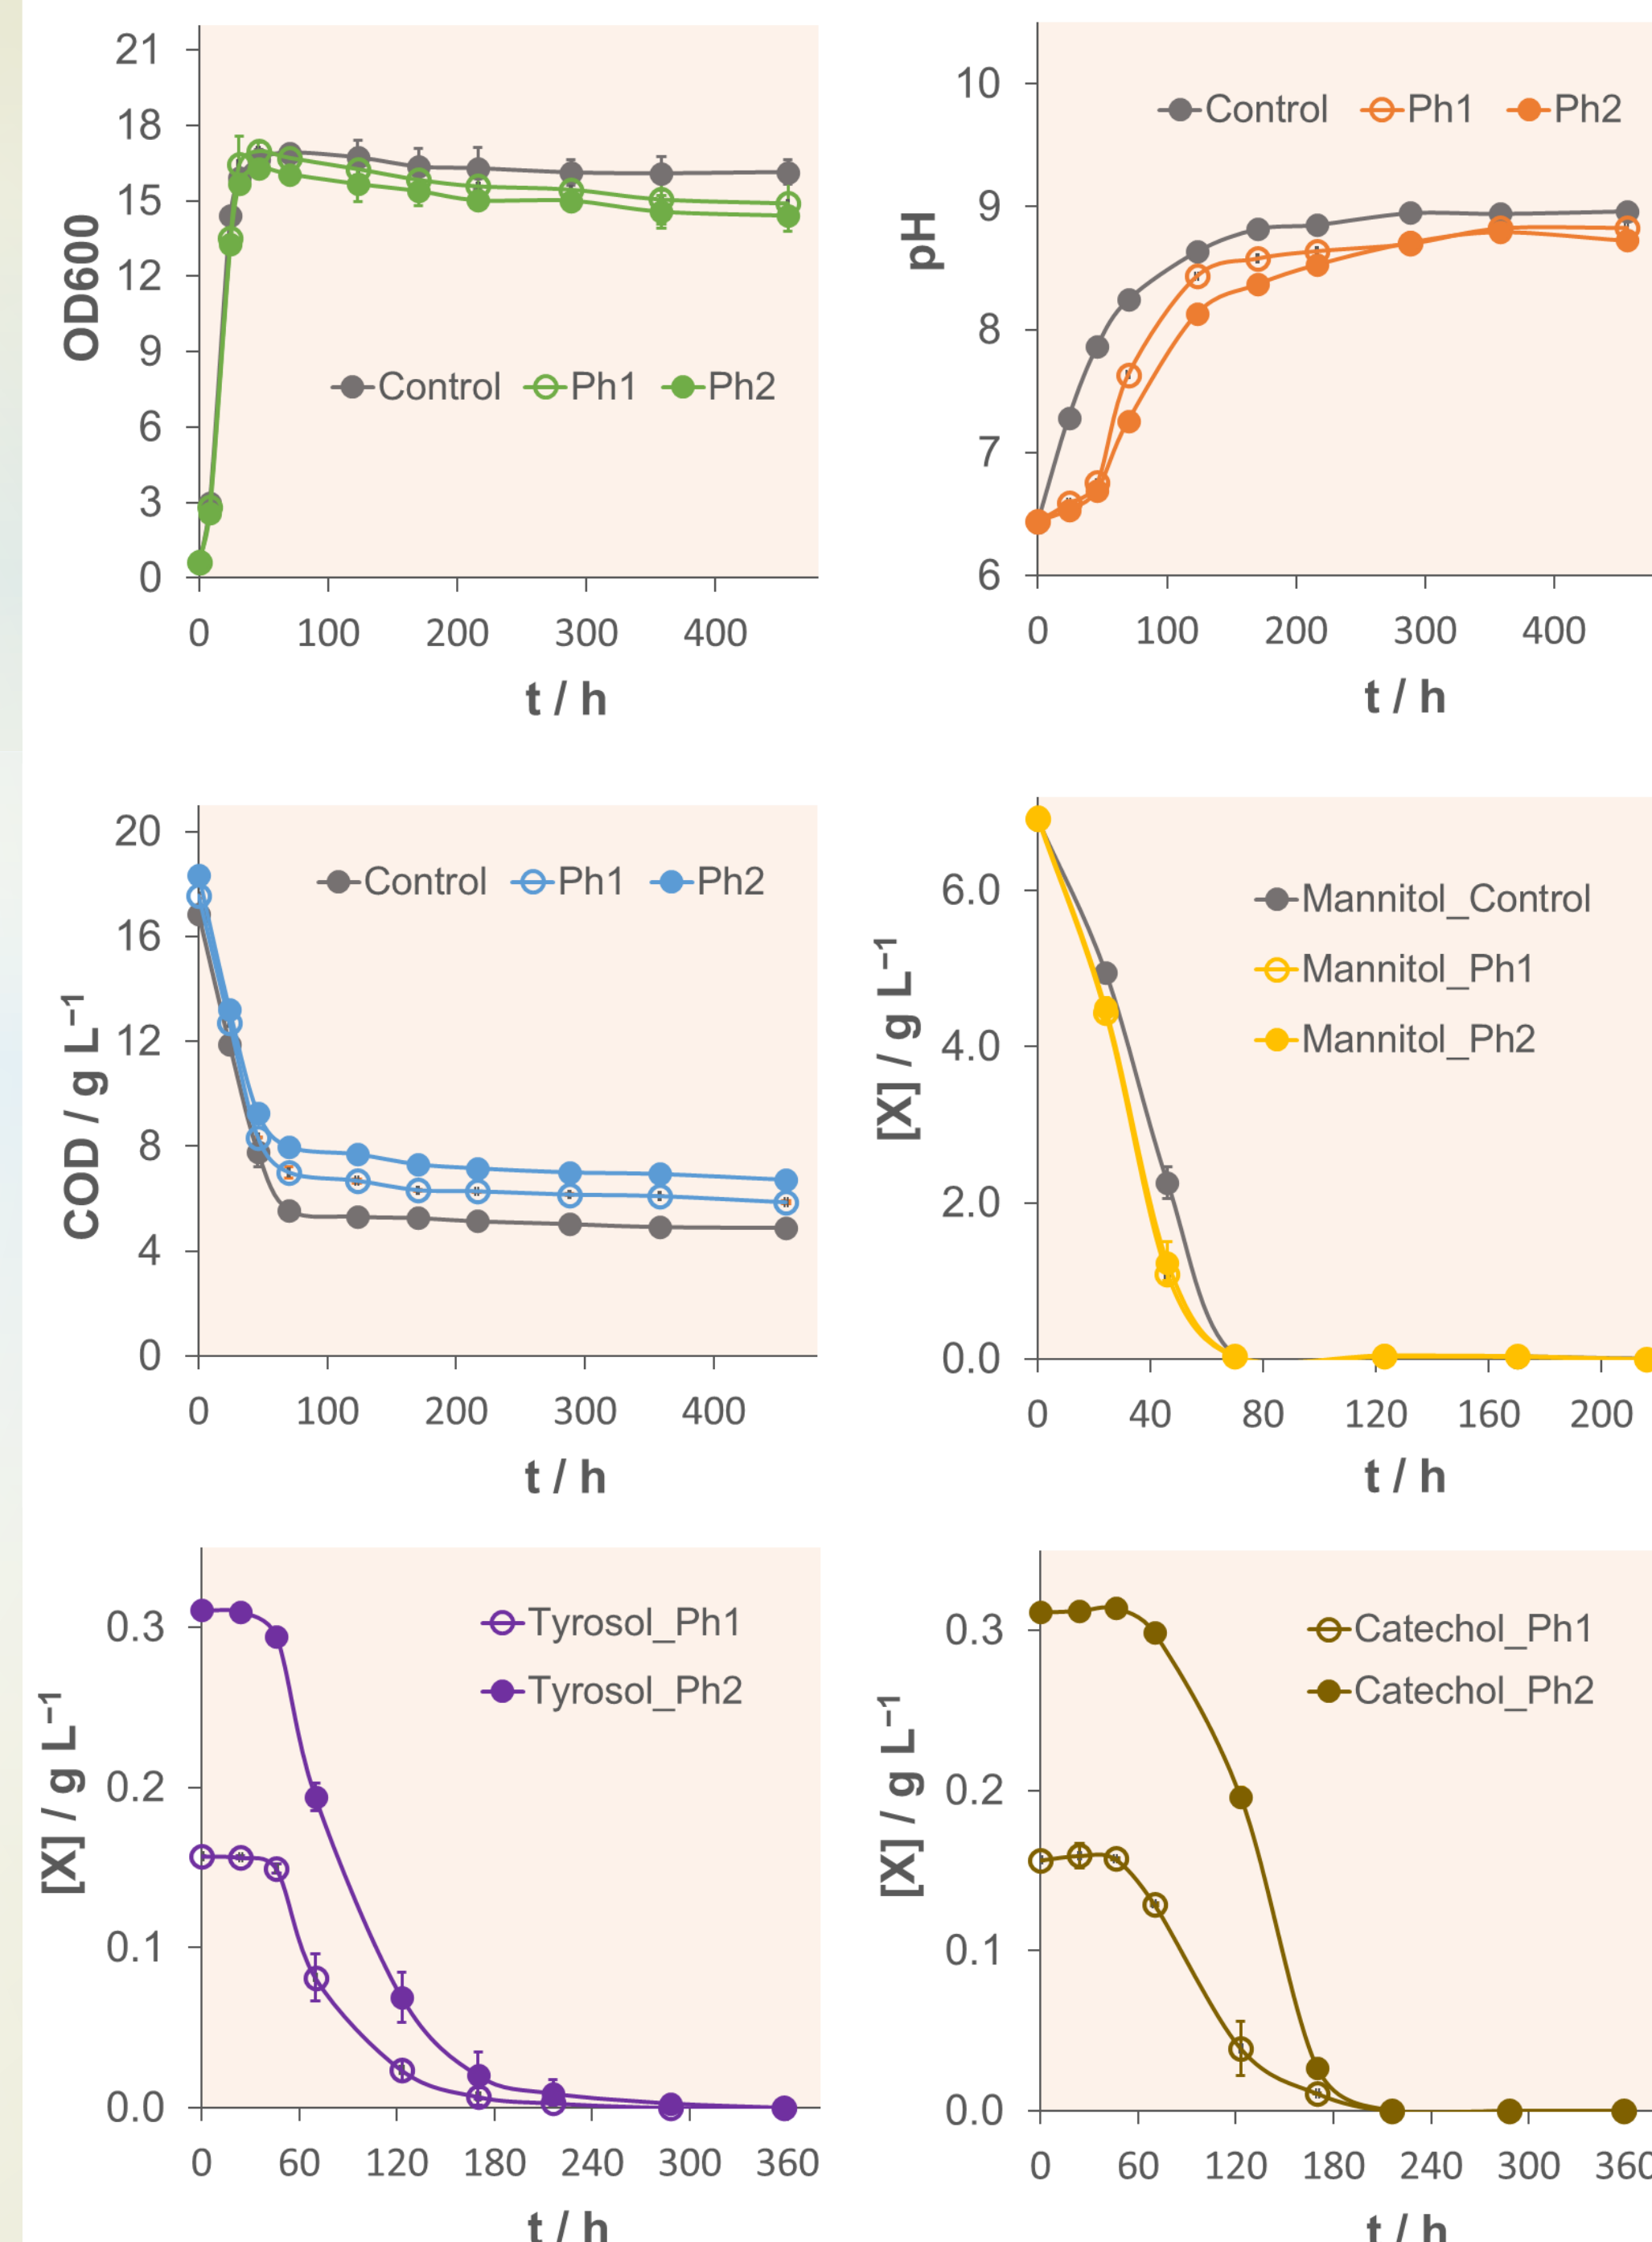 21
18
15
12
9
6
3
0
OD600
Control Ph1 Ph2
0 100 200 300 400
t / h
10
9
8
7
6
pH
Control Ph1 Ph2
0 100 200 300 400
t / h
20
16
12
8
4
0
COD / g L⁻¹
Control Ph1 Ph2
0 100 200 300 400
t / h
6.0
4.0
2.0
0.0
[X] / g L⁻¹
Mannitol_Control
Mannitol_Ph1
Mannitol_Ph2
0 40 80 120 160 200
t / h
0.3
0.2
0.1
0.0
[X] / g L⁻¹
Tyrosol_Ph1
Tyrosol_Ph2
0 60 120 180 240 300 360
t / h
0.3
0.2
0.1
0.0
[X] / g L⁻¹
Catechol_Ph1
Catechol_Ph2
0 60 120 180 240 300 360
t / h